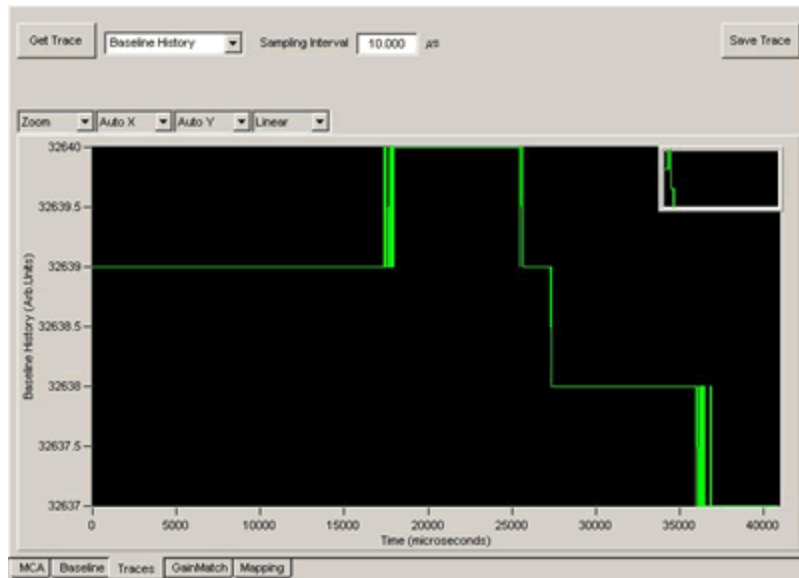 Get Trace Baseline History Sampling Interval 10.000 µs Save Trace
Zoom Auto X Auto Y Linear
32640
32639.5
32639
32638.5
32638
32637.5
32637
Baseline History (Arb.Units)
0 5000 10000 15000 20000 25000 30000 35000 40000
Time (microseconds)
MCA Baseline Traces GainMatch Mapping